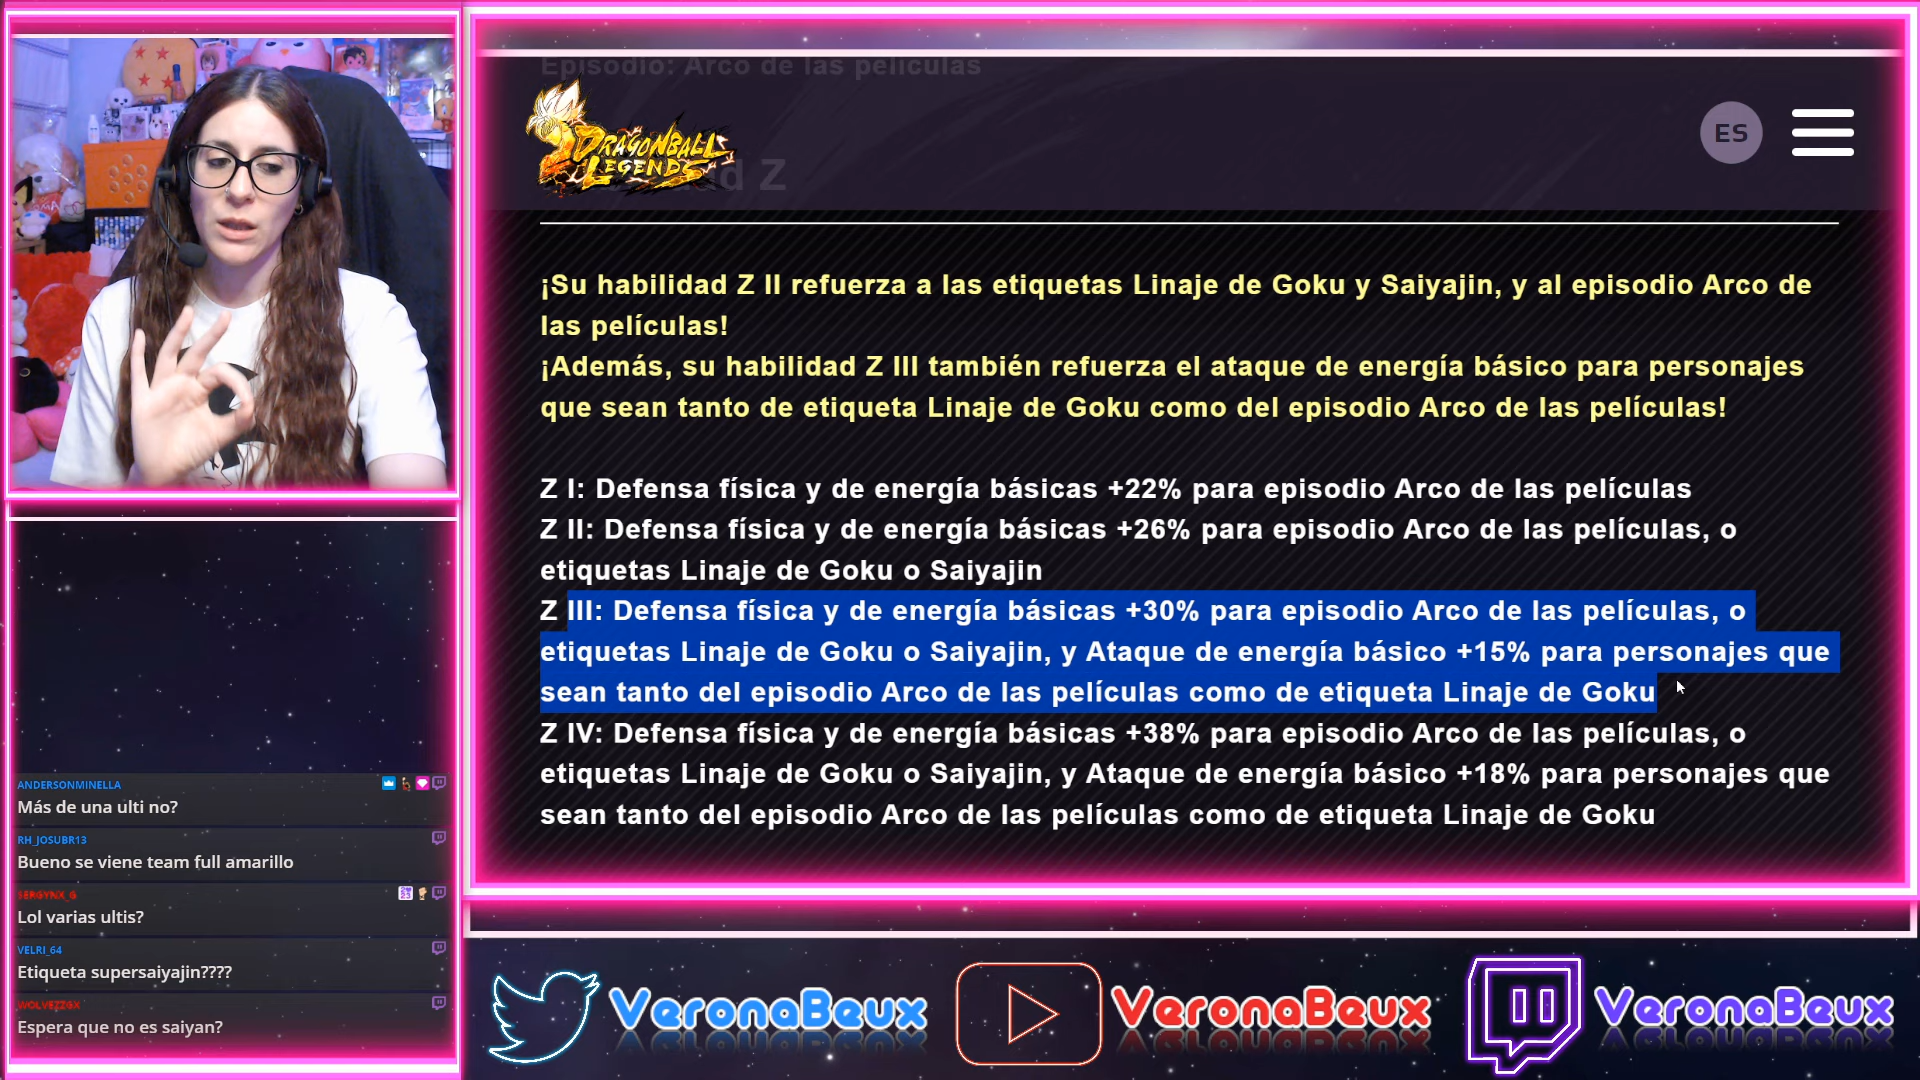 Episodio: Arco de las películas
DRAGONBALL
LEGENDS
d Z
ES
¡Su habilidad Z II refuerza a las etiquetas Linaje de Goku y Saiyajin, y al episodio Arco de
las películas!
¡Además, su habilidad Z III también refuerza el ataque de energía básico para personajes
que sean tanto de etiqueta Linaje de Goku como del episodio Arco de las películas!
Z I: Defensa física y de energía básicas +22% para episodio Arco de las películas
Z II: Defensa física y de energía básicas +26% para episodio Arco de las películas, o
etiquetas Linaje de Goku o Saiyajin
Z III: Defensa física y de energía básicas +30% para episodio Arco de las películas, o
etiquetas Linaje de Goku o Saiyajin, y Ataque de energía básico +15% para personajes que
sean tanto del episodio Arco de las películas como de etiqueta Linaje de Goku
Z IV: Defensa física y de energía básicas +38% para episodio Arco de las películas, o
etiquetas Linaje de Goku o Saiyajin, y Ataque de energía básico +18% para personajes que
sean tanto del episodio Arco de las películas como de etiqueta Linaje de Goku
ANDERSONMINELLA
Más de una ulti no?
RH_JOSUBR13
Bueno se viene team full amarillo
SERGYNX_G
Lol varias ultis?
VELRI_64
Etiqueta supersaiyajin????
WOLVEZZGX
Espera que no es saiyan?
VeronaBeux
VeronaBeux
VeronaBeux